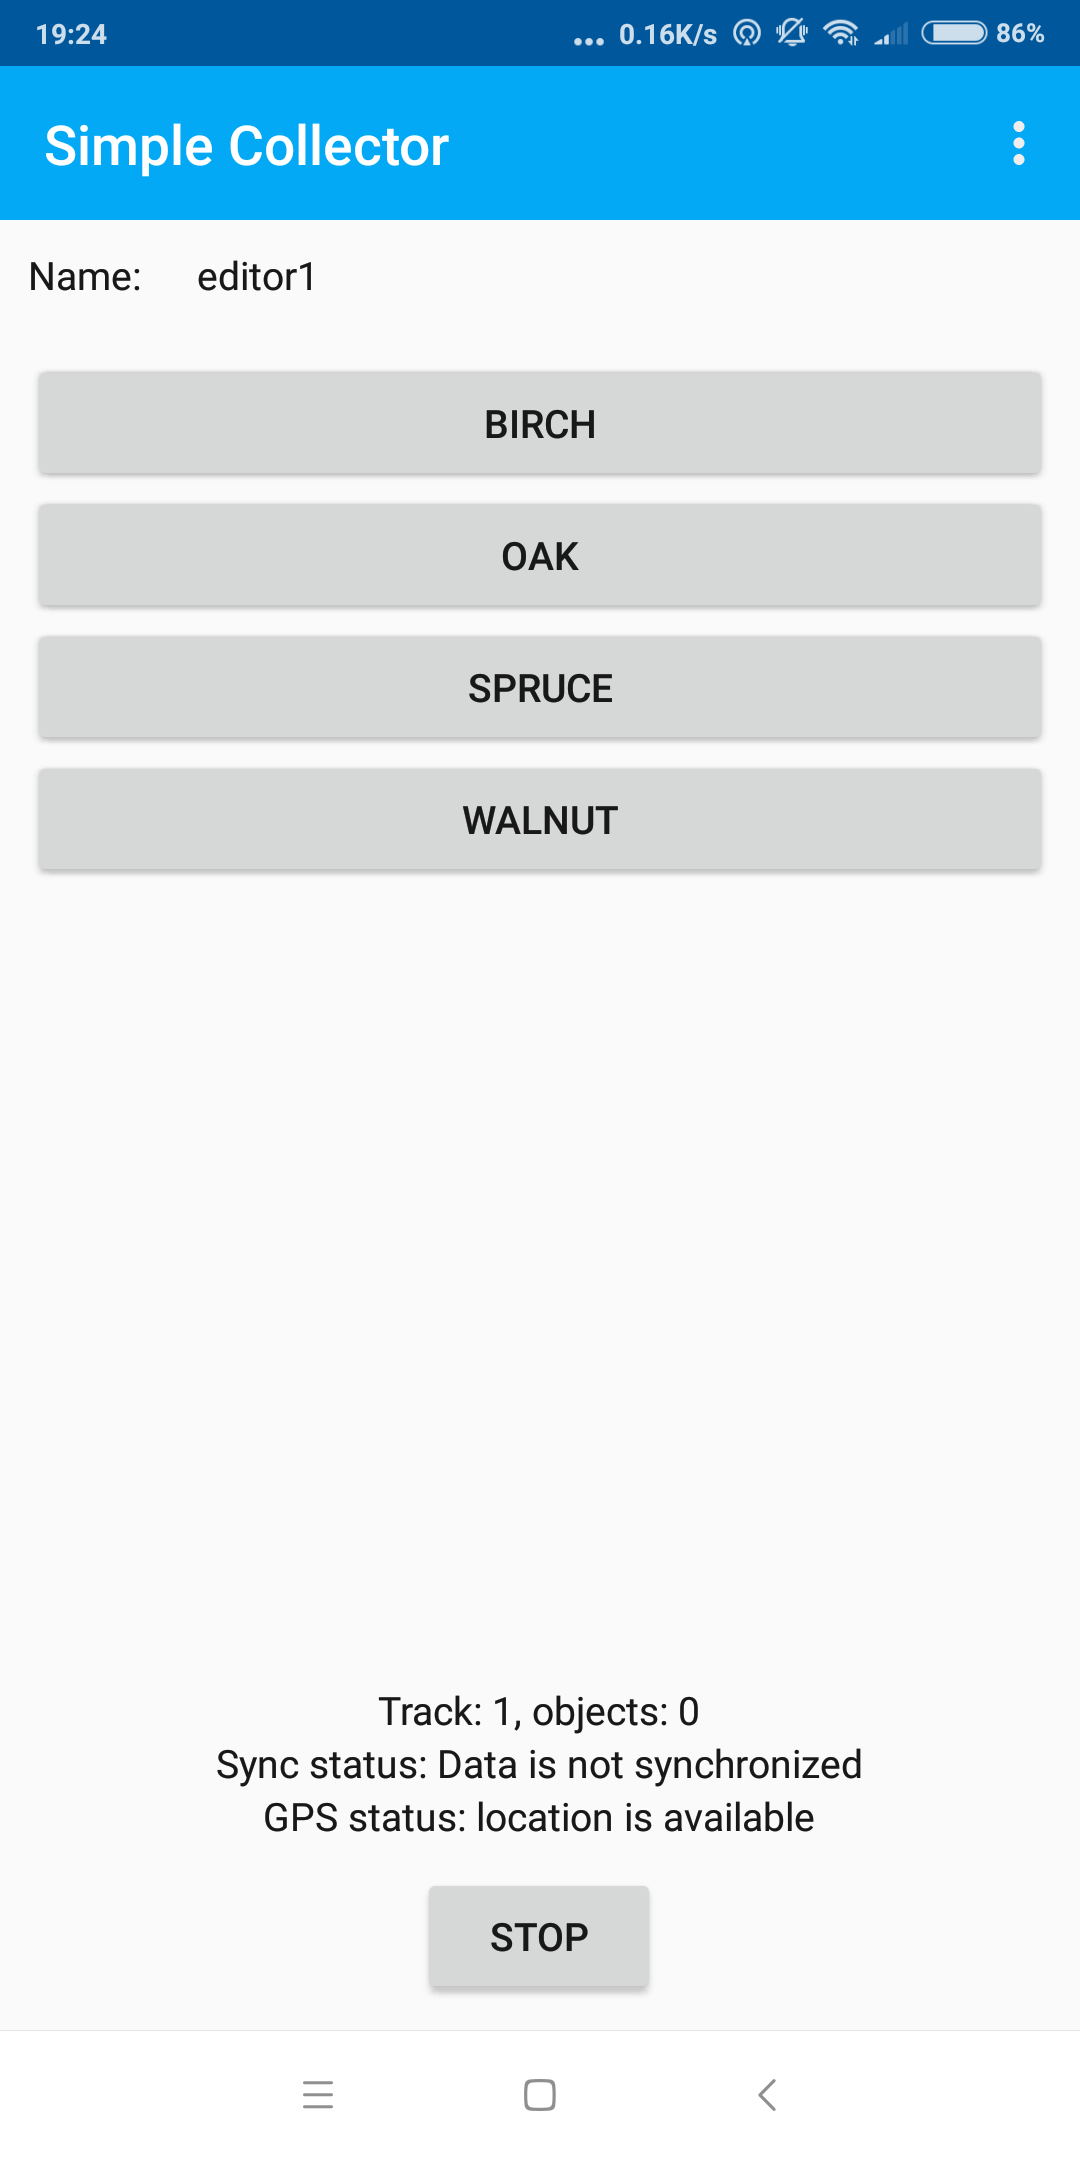 19:24 ... 0.16K/s 86%
Simple Collector
Name: editor1
BIRCH
OAK
SPRUCE
WALNUT
Track: 1, objects: 0
Sync status: Data is not synchronized
GPS status: location is available
STOP